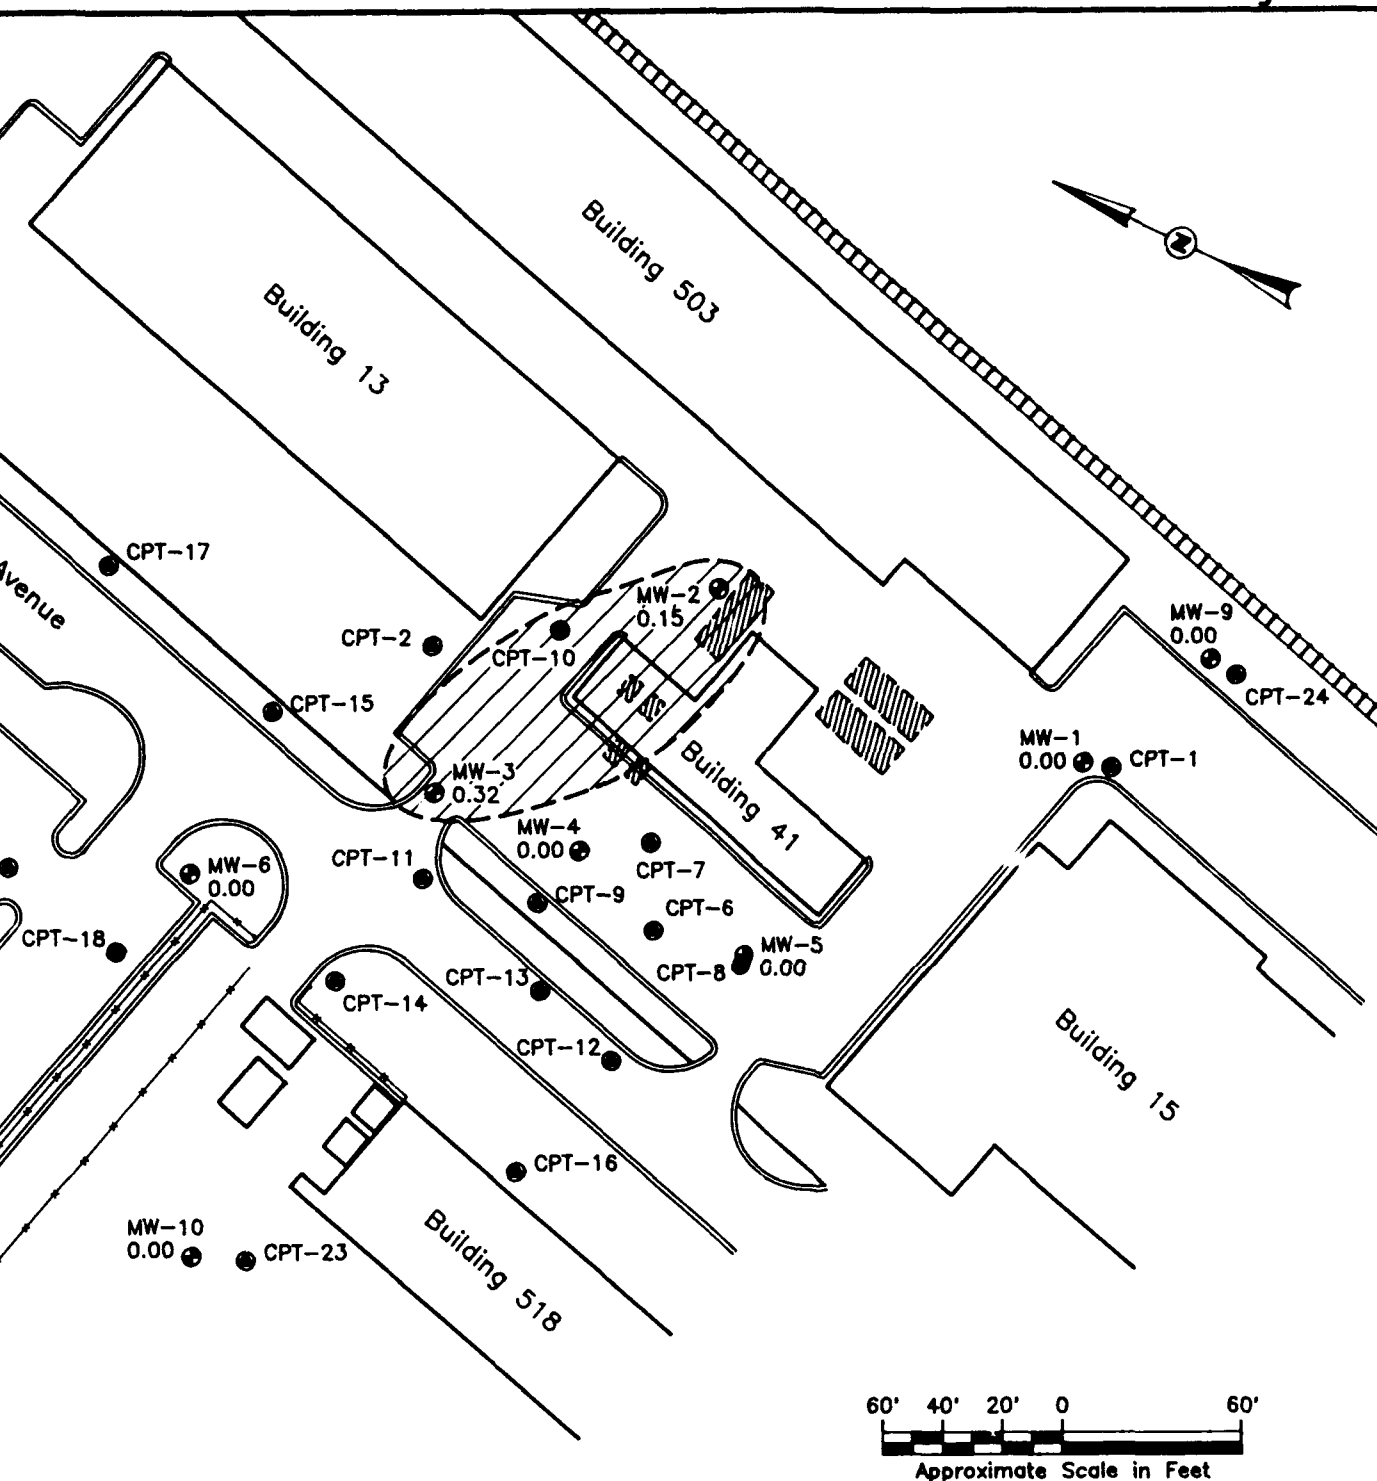 Building 503
Building 13
N
CPT-17
Avenue
MW-2
0.15
MW-9
0.00
CPT-2
CPT-10
CPT-24
CPT-15
MW-1
0.00
CPT-1
MW-3
0.32
Building 41
MW-4
0.00
CPT-11
CPT-7
MW-6
0.00
CPT-9
CPT-6
CPT-18
MW-5
0.00
CPT-8
CPT-13
CPT-14
Building 15
CPT-12
CPT-16
MW-10
0.00
CPT-23
Building 518
60' 40' 20' 0 60'
Approximate Scale in Feet